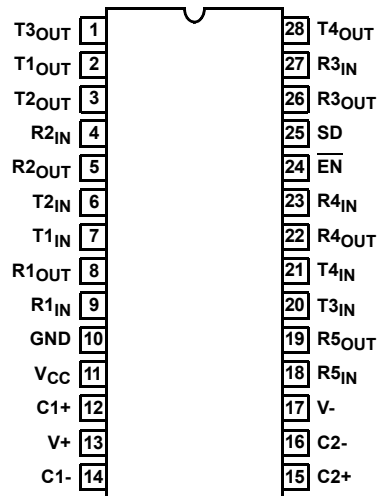 T3OUT 1 28 T4OUT
T1OUT 2 27 R3IN
T2OUT 3 26 R3OUT
R2IN 4 25 SD
R2OUT 5 24 E̅N̅
T2IN 6 23 R4IN
T1IN 7 22 R4OUT
R1OUT 8 21 T4IN
R1IN 9 20 T3IN
GND 10 19 R5OUT
VCC 11 18 R5IN
C1+ 12 17 V-
V+ 13 16 C2-
C1- 14 15 C2+